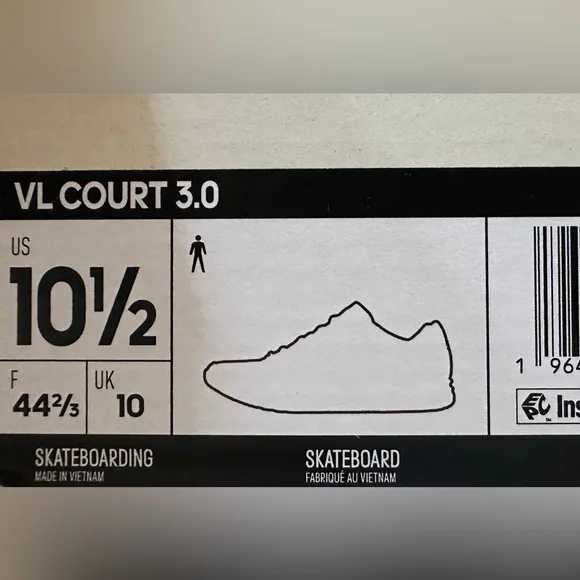 VL COURT 3.0
US
10½
F
44⅔
UK
10
1 964
SKATEBOARDING
MADE IN VIETNAM
SKATEBOARD
FABRIQUÉ AU VIETNAM